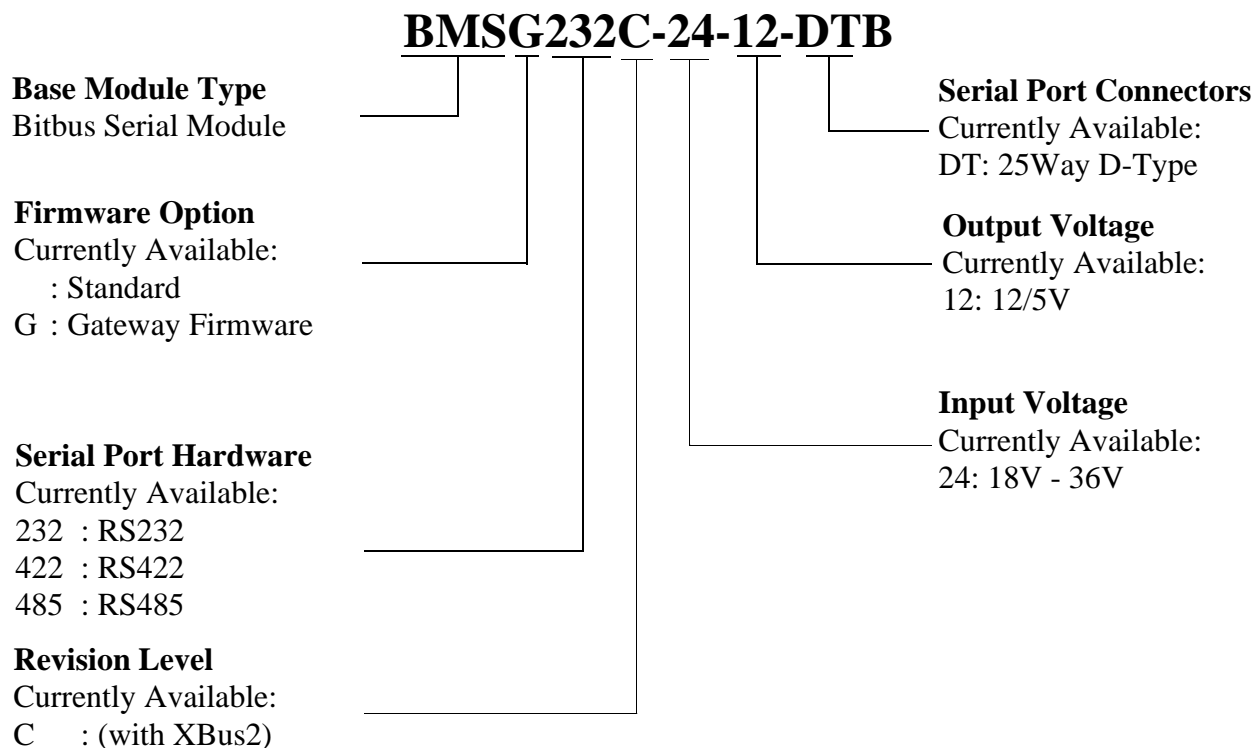 BMSG232C-24-12-DTB
Base Module Type
Bitbus Serial Module
Firmware Option
Currently Available:
: Standard
G : Gateway Firmware
Serial Port Hardware
Currently Available:
232 : RS232
422 : RS422
485 : RS485
Revision Level
Currently Available:
C : (with XBus2)
Serial Port Connectors
Currently Available:
DT: 25Way D-Type
Output Voltage
Currently Available:
12: 12/5V
Input Voltage
Currently Available:
24: 18V - 36V